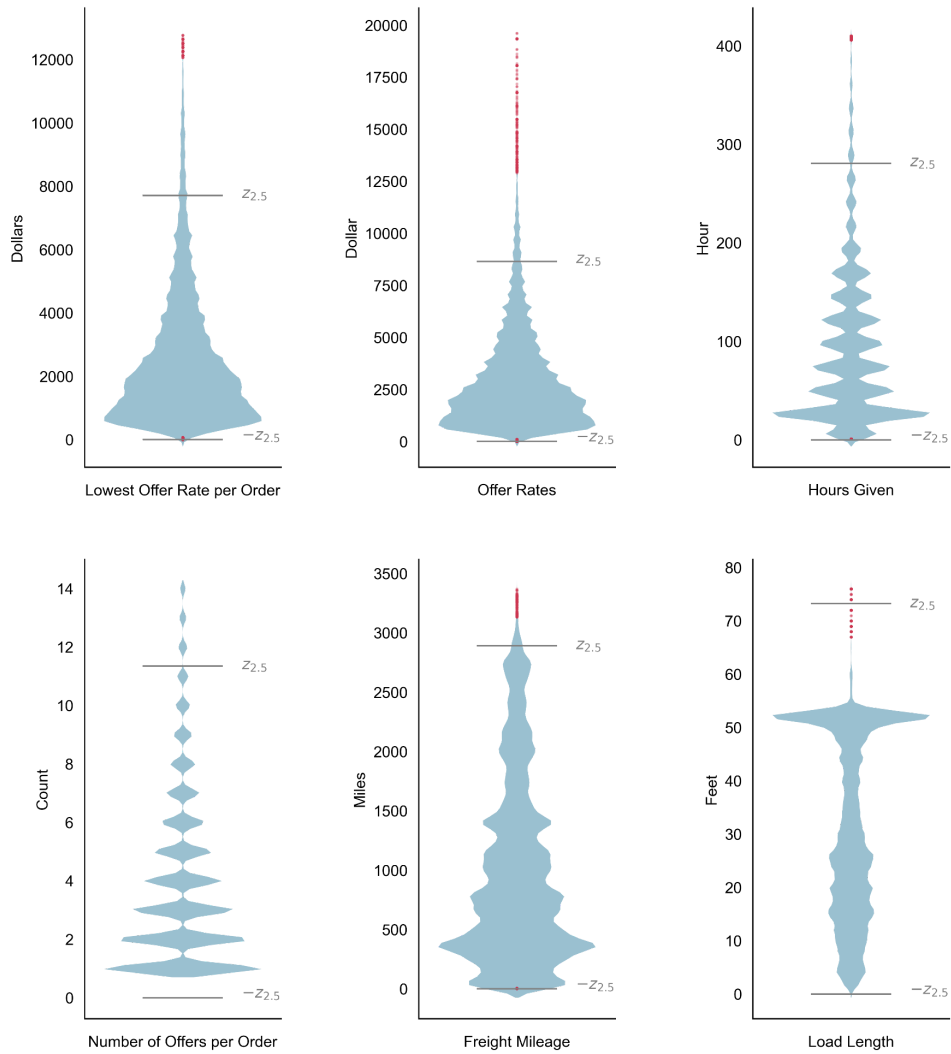 Dollars
12000
10000
8000
6000
4000
2000
0
z2.5
−z2.5
Lowest Offer Rate per Order
Dollar
20000
17500
15000
12500
10000
7500
5000
2500
0
z2.5
−z2.5
Offer Rates
Hour
400
300
200
100
0
z2.5
−z2.5
Hours Given
Count
14
12
10
8
6
4
2
0
z2.5
−z2.5
Number of Offers per Order
Miles
3500
3000
2500
2000
1500
1000
500
0
z2.5
−z2.5
Freight Mileage
Feet
80
70
60
50
40
30
20
10
0
z2.5
−z2.5
Load Length